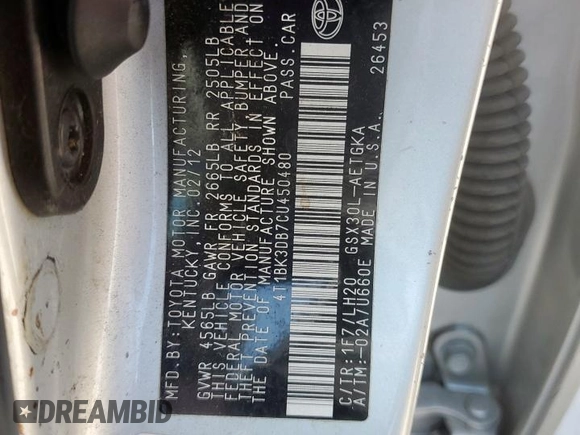 MFD.BY:TOYOTA MOTOR MANUFACTURING,
KENTUCKY, INC. 02/12
GVWR 4565LB GAWR FR 2665LB RR 2505LB
THIS VEHICLE CONFORMS TO ALL APPLICABLE
FEDERAL MOTOR VEHICLE SAFETY, BUMPER AND
THEFT PREVENTION STANDARDS IN EFFECT ON
THE DATE OF MANUFACTURE SHOWN ABOVE.
4T1BK3DB7CU450480 PASS.CAR
C/TR:1F7/LH20 GSX30L-AETGKA
A/TM:-02A/U660E MADE IN U.S.A.
26453
DREAMBID